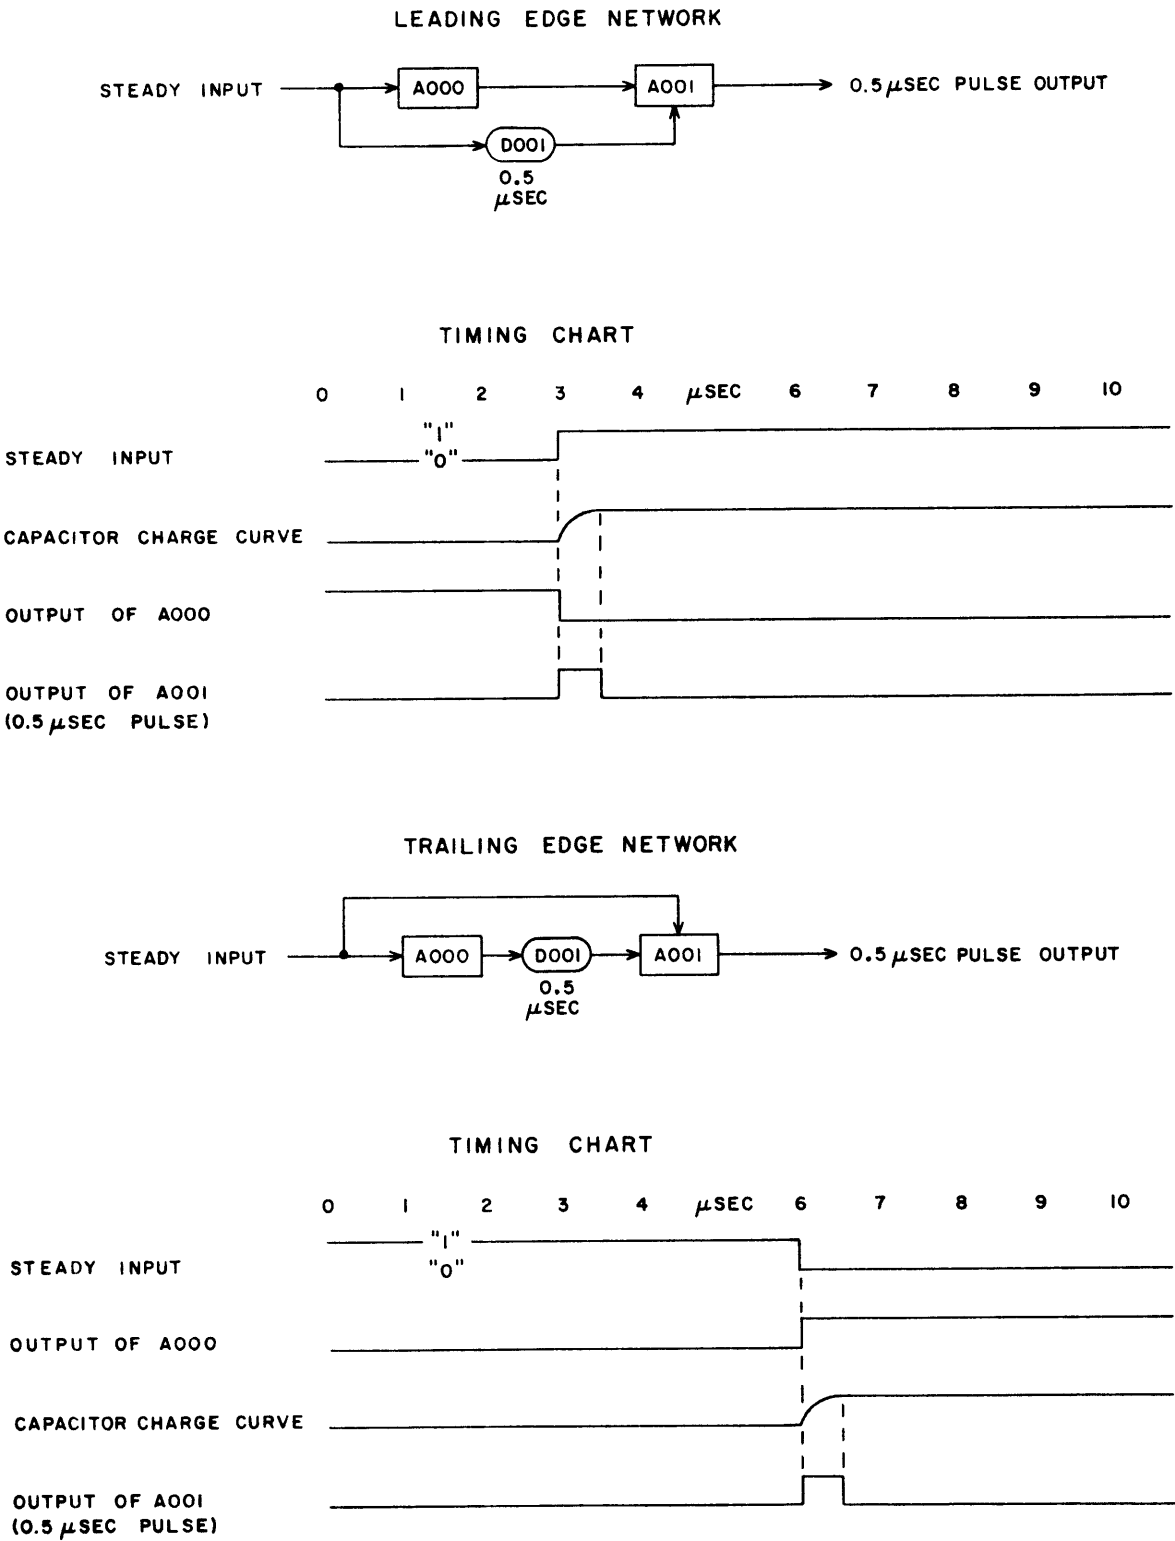 LEADING EDGE NETWORK
STEADY INPUT A000 A001 0.5 μSEC PULSE OUTPUT
D001
0.5
μSEC
TIMING CHART
0 1 2 3 4 μSEC 6 7 8 9 10
"1"
STEADY INPUT "0"
CAPACITOR CHARGE CURVE
OUTPUT OF A000
OUTPUT OF A001
(0.5 μSEC PULSE)
TRAILING EDGE NETWORK
STEADY INPUT A000 D001 A001 0.5 μSEC PULSE OUTPUT
0.5
μSEC
TIMING CHART
0 1 2 3 4 μSEC 6 7 8 9 10
"1"
STEADY INPUT "0"
OUTPUT OF A000
CAPACITOR CHARGE CURVE
OUTPUT OF A001
(0.5 μSEC PULSE)